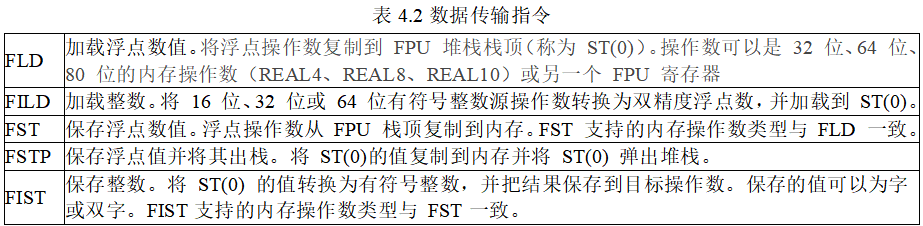 表 4.2 数据传输指令
FLD
加载浮点数值。将浮点操作数复制到 FPU 堆栈栈顶（称为 ST(0)）。操作数可以是 32 位、64 位、
80 位的内存操作数（REAL4、REAL8、REAL10）或另一个 FPU 寄存器
FILD
加载整数。将 16 位、32 位或 64 位有符号整数源操作数转换为双精度浮点数，并加载到 ST(0)。
FST
保存浮点数值。浮点操作数从 FPU 栈顶复制到内存。FST 支持的内存操作数类型与 FLD 一致。
FSTP
保存浮点值并将其出栈。将 ST(0)的值复制到内存并将 ST(0) 弹出堆栈。
FIST
保存整数。将 ST(0) 的值转换为有符号整数，并把结果保存到目标操作数。保存的值可以为字
或双字。FIST 支持的内存操作数类型与 FST 一致。